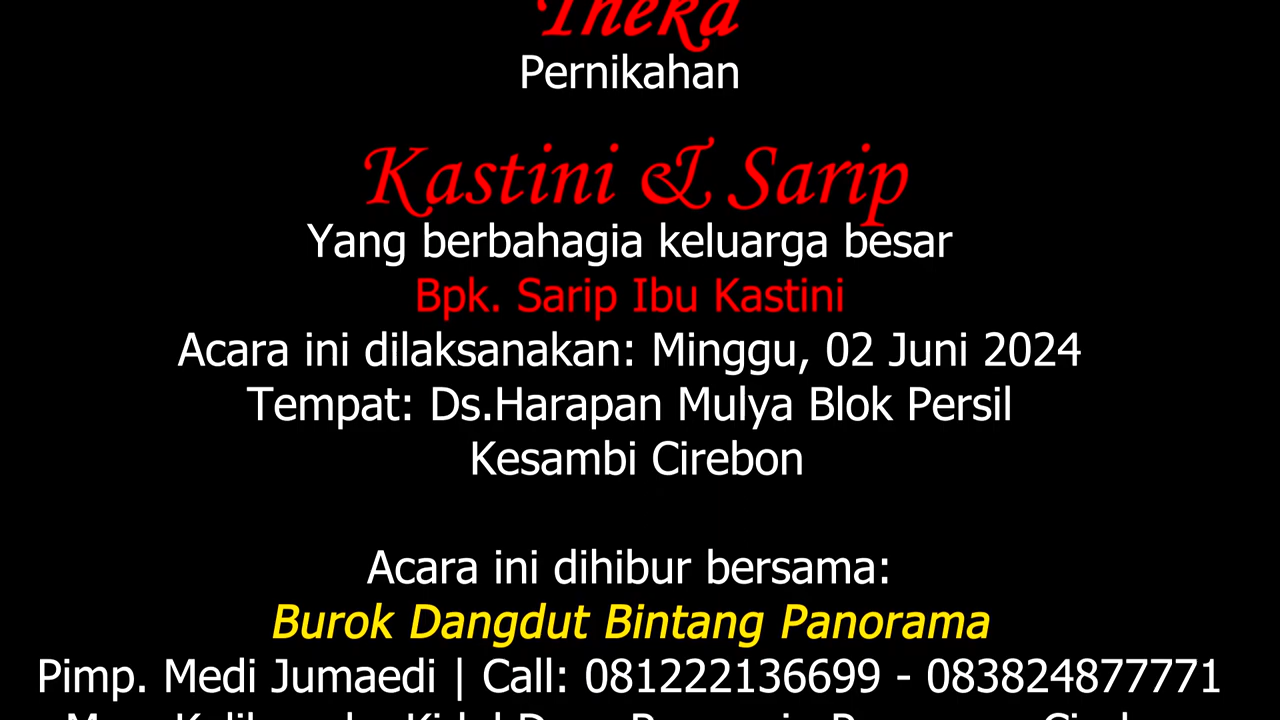 Theka
Pernikahan
Kastini & Sarip
Yang berbahagia keluarga besar
Bpk. Sarip Ibu Kastini
Acara ini dilaksanakan: Minggu, 02 Juni 2024
Tempat: Ds.Harapan Mulya Blok Persil
Kesambi Cirebon
Acara ini dihibur bersama:
Burok Dangdut Bintang Panorama
Pimp. Medi Jumaedi | Call: 081222136699 - 083824877771